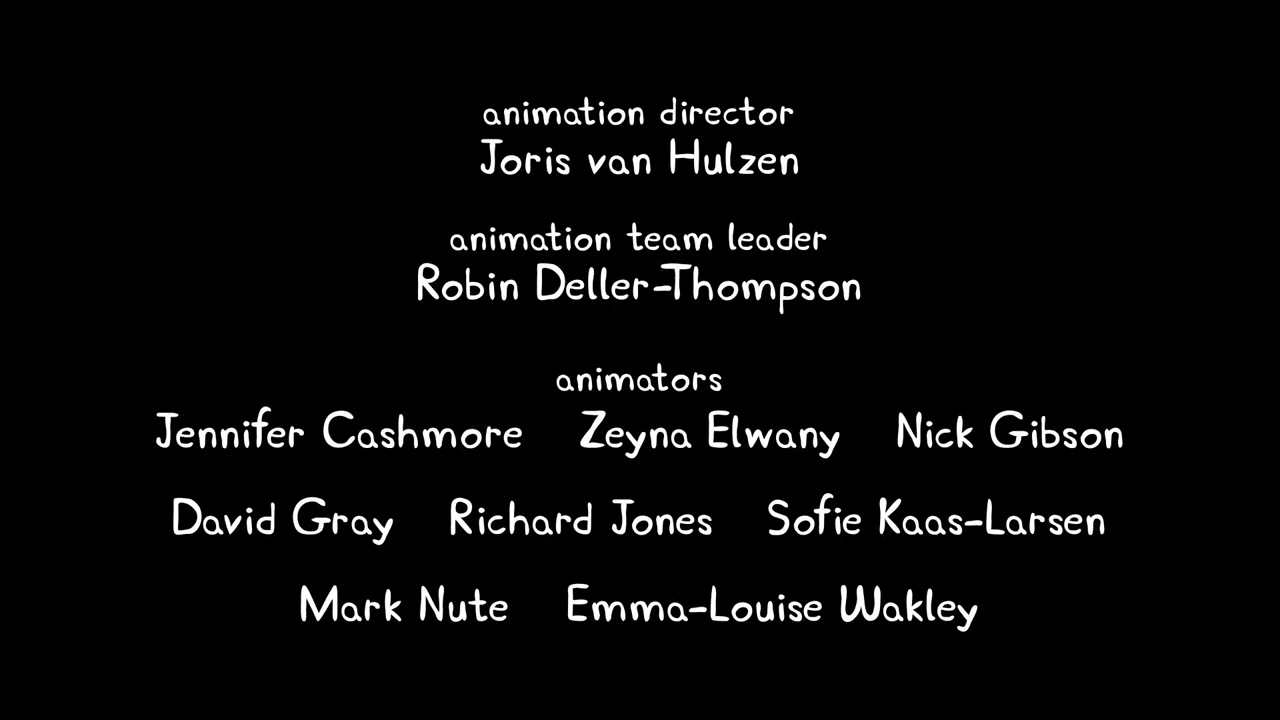 animation director
Joris van Hulzen
animation team leader
Robin Deller-Thompson
animators
Jennifer Cashmore Zeyna Elwany Nick Gibson
David Gray Richard Jones Sofie Kaas-Larsen
Mark Nute Emma-Louise Wakley